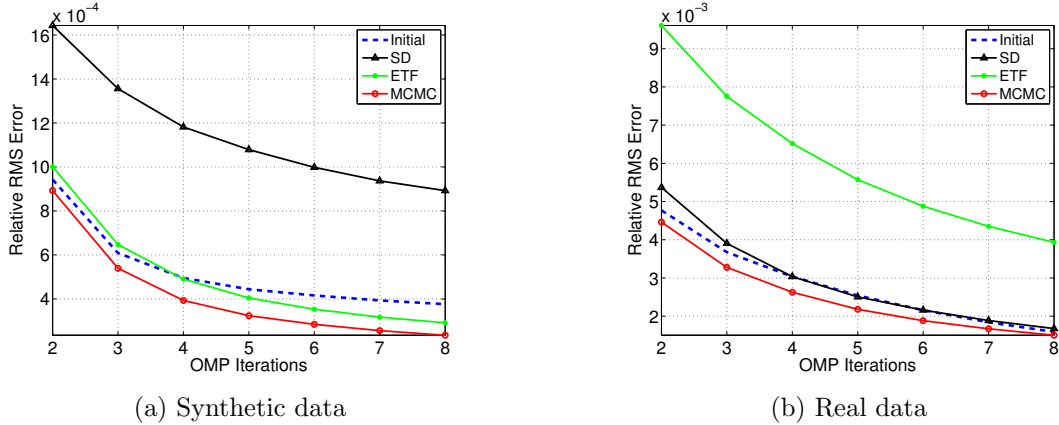 x 10⁻⁴
16
14
12
10
8
6
4
2 3 4 5 6 7 8
Relative RMS Error
OMP Iterations
Initial
SD
ETF
MCMC
(a) Synthetic data
x 10⁻³
9
8
7
6
5
4
3
2
2 3 4 5 6 7 8
Relative RMS Error
OMP Iterations
Initial
SD
ETF
MCMC
(b) Real data